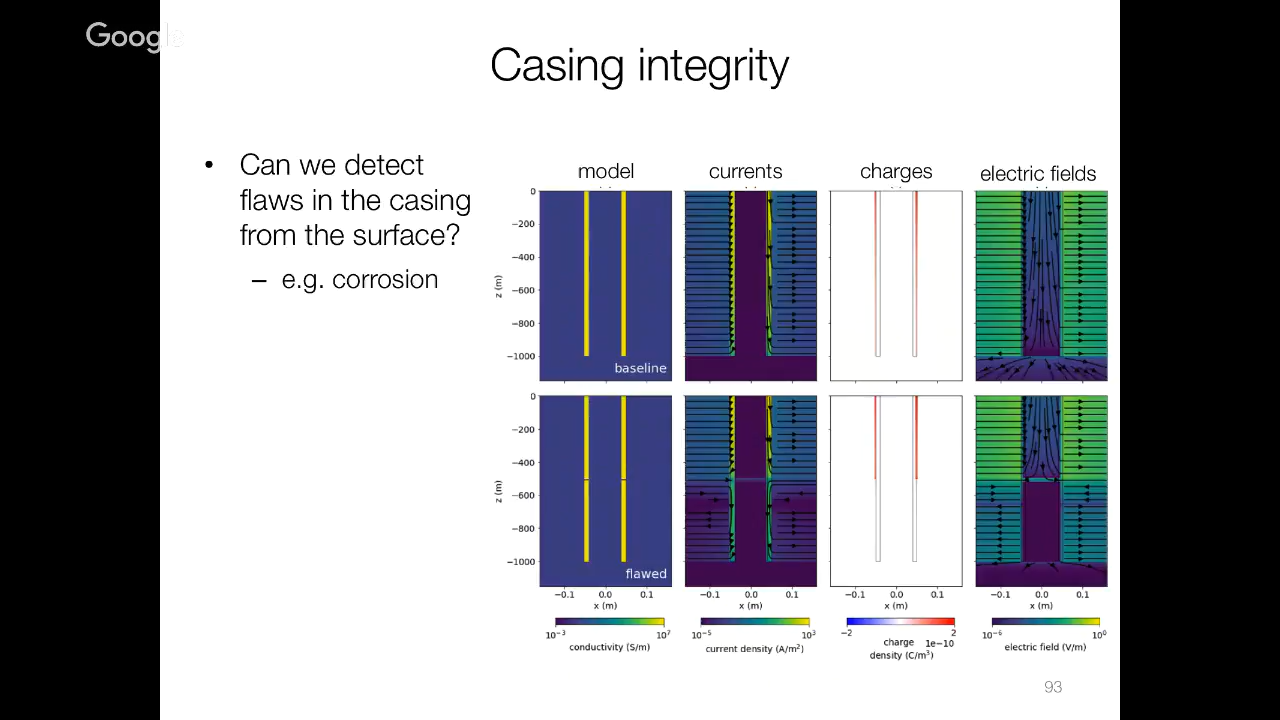 Google
Casing integrity
• Can we detect
flaws in the casing
from the surface?
– e.g. corrosion
model currents charges electric fields
0
−200
−400
−600
−800
−1000
z (m)
baseline
0
−200
−400
−600
−800
−1000
z (m)
flawed
−0.1 0.0 0.1 −0.1 0.0 0.1 −0.1 0.0 0.1 −0.1 0.0 0.1
x (m) x (m) x (m) x (m)
10⁻³ 10⁷ 10⁻⁵ 10³ −2 2 10⁻⁶ 10⁰
conductivity (S/m) current density (A/m²) charge 1e−10 electric field (V/m)
density (C/m³)
93